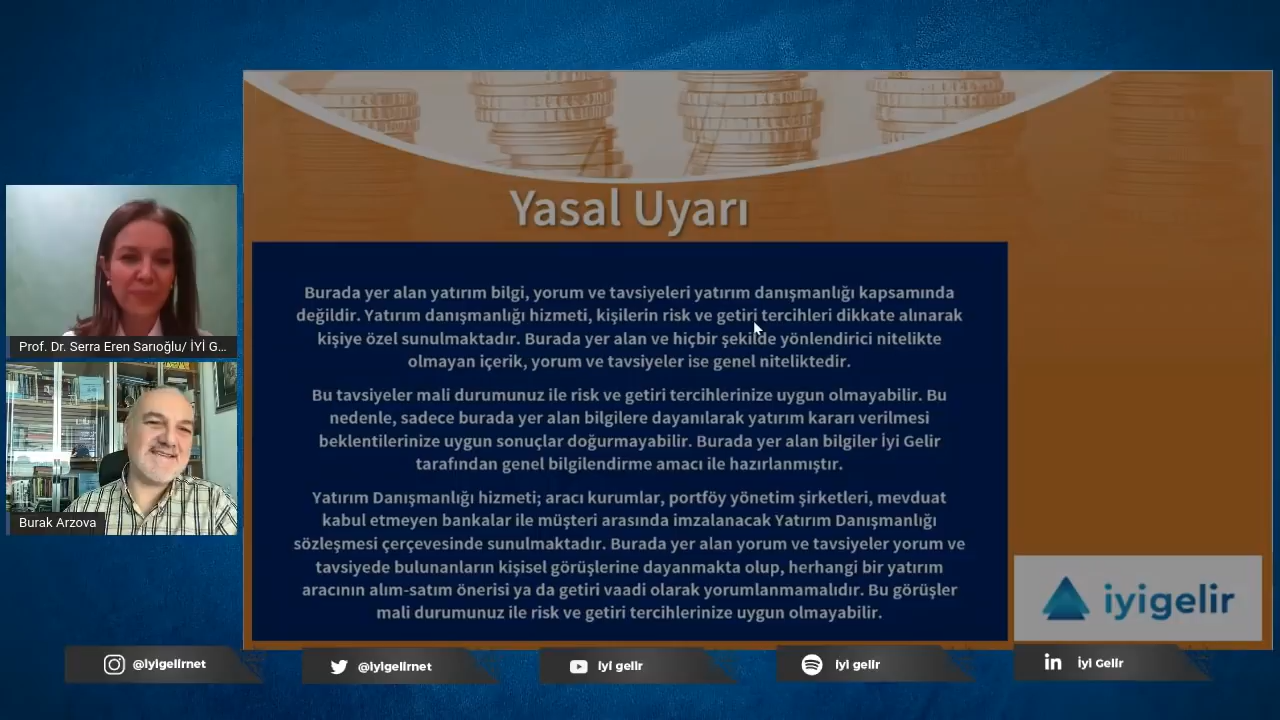 Yasal Uyarı
Burada yer alan yatırım bilgi, yorum ve tavsiyeleri yatırım danışmanlığı kapsamında
değildir. Yatırım danışmanlığı hizmeti, kişilerin risk ve getiri tercihleri dikkate alınarak
kişiye özel sunulmaktadır. Burada yer alan ve hiçbir şekilde yönlendirici nitelikte
olmayan içerik, yorum ve tavsiyeler ise genel niteliktedir.
Bu tavsiyeler mali durumunuz ile risk ve getiri tercihlerinize uygun olmayabilir. Bu
nedenle, sadece burada yer alan bilgilere dayanılarak yatırım kararı verilmesi
beklentilerinize uygun sonuçlar doğurmayabilir. Burada yer alan bilgiler İyi Gelir
tarafından genel bilgilendirme amacı ile hazırlanmıştır.
Yatırım Danışmanlığı hizmeti; aracı kurumlar, portföy yönetim şirketleri, mevduat
kabul etmeyen bankalar ile müşteri arasında imzalanacak Yatırım Danışmanlığı
sözleşmesi çerçevesinde sunulmaktadır. Burada yer alan yorum ve tavsiyeler yorum ve
tavsiyede bulunanların kişisel görüşlerine dayanmakta olup, herhangi bir yatırım
aracının alım-satım önerisi ya da getiri vaadi olarak yorumlanmamalıdır. Bu görüşler
mali durumunuz ile risk ve getiri tercihlerinize uygun olmayabilir.
Prof. Dr. Serra Eren Sarıoğlu/ İYİ G...
Burak Arzova
iyigelir
@iyigelirnet
@iyigelirnet
iyi gelir
iyi gelir
in İyi Gelir